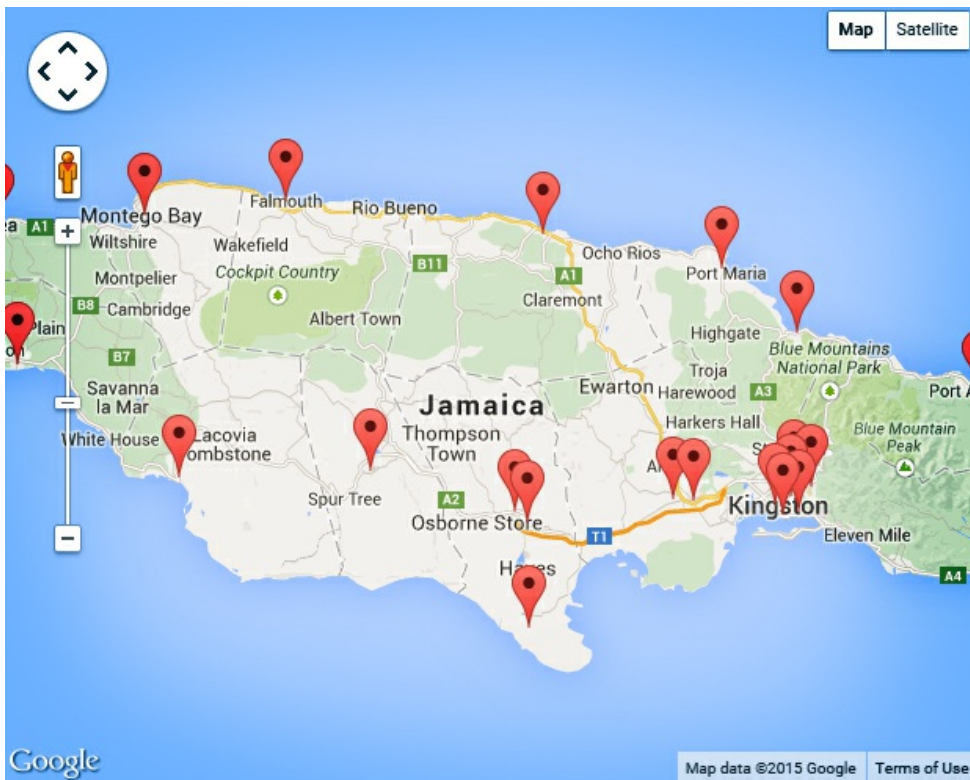 Map Satellite
Falmouth
Rio Bueno
Montego Bay
A1
Wiltshire
Wakefield
Ocho Rios
B11
Cockpit Country
Montpelier
A1
Port Maria
B8
Cambridge
Claremont
Albert Town
Plain
Highgate
Blue Mountains
National Park
B7
Troja
Ewarton
Harewood
A3
Savanna
la Mar
Jamaica
Harkers Hall
White House
Lacovia
Thompson
Town
Blue Mountain
Peak
Spur Tree
A2
Kingston
Osborne Store
T1
Eleven Mile
A4
Google
Map data ©2015 Google Terms of Use